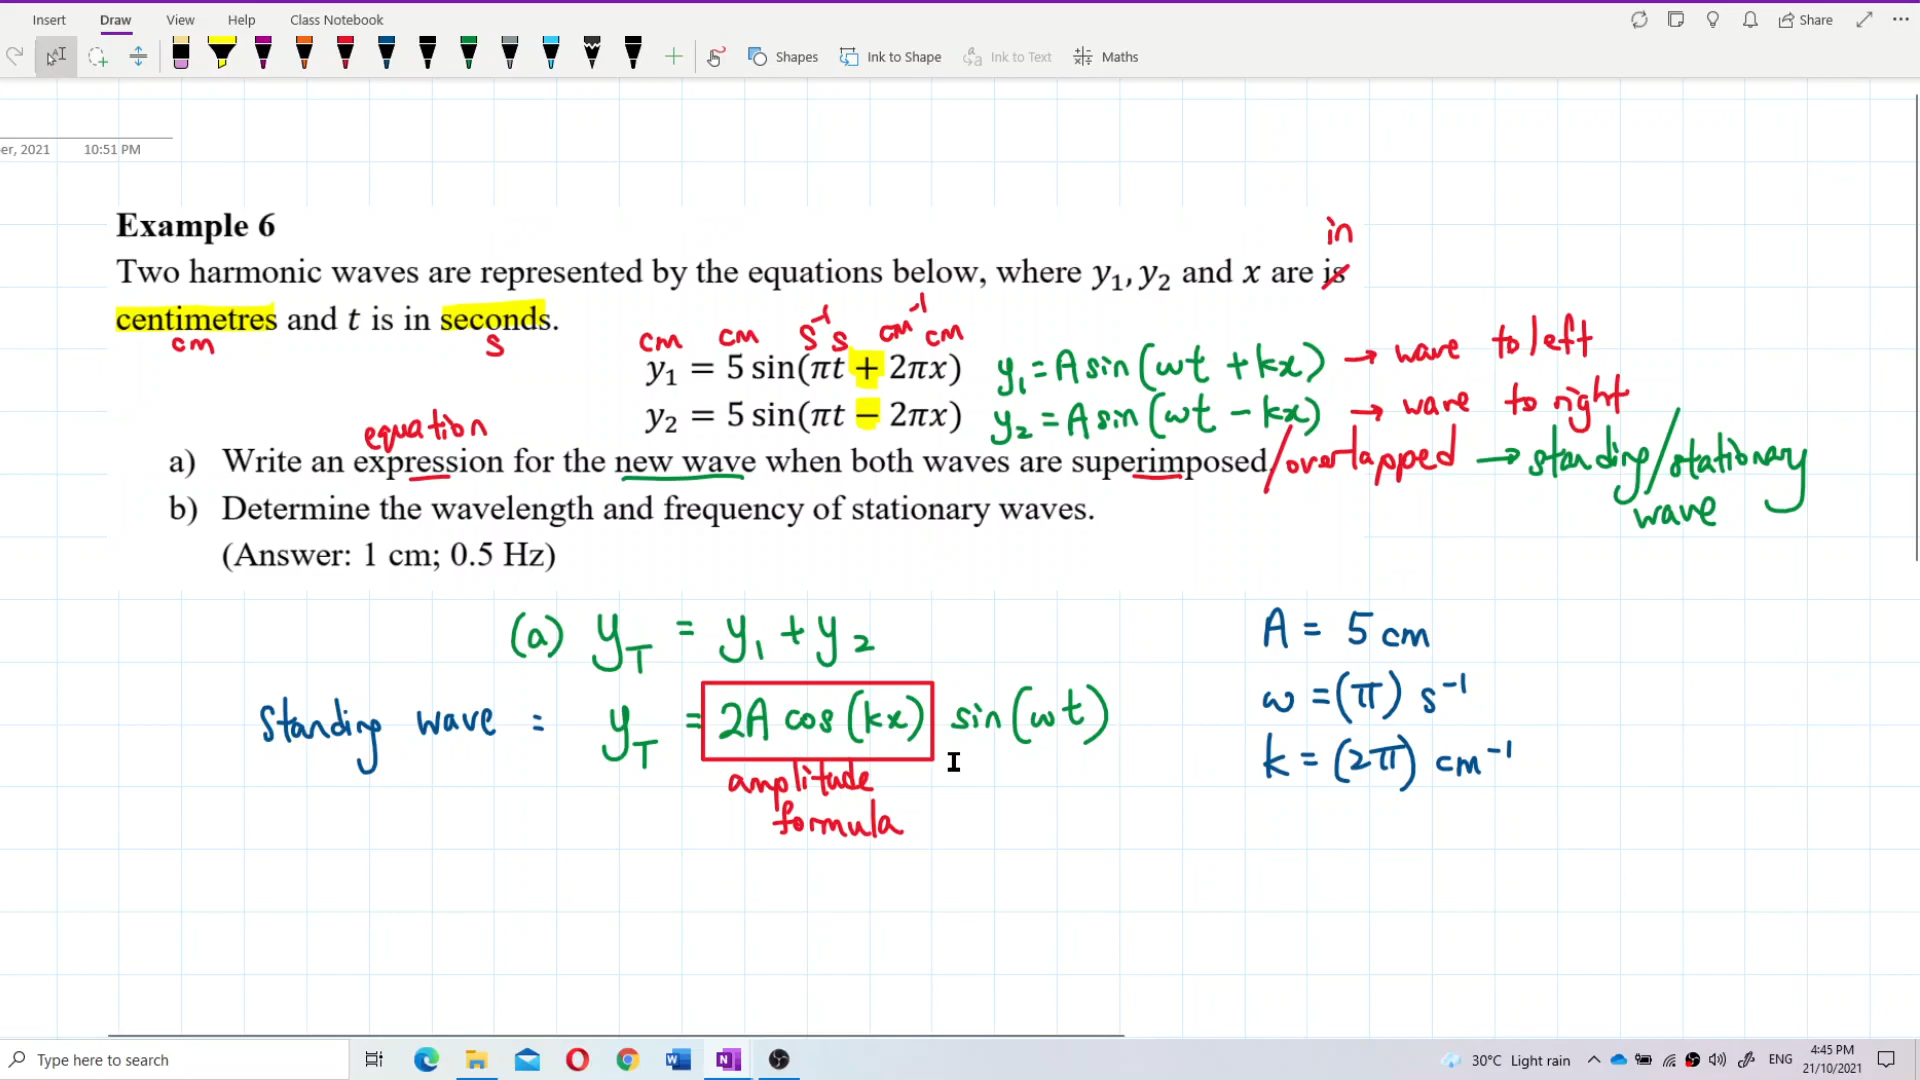 Insert Draw View Help Class Notebook Share
Shapes Ink to Shape Ink to Text Maths
er, 2021 10:51 PM
Example 6
in
Two harmonic waves are represented by the equations below, where y₁, y₂ and x are is
centimetres and t is in seconds.
cm s
cm cm s⁻¹ s cm⁻¹ cm
y₁ = 5 sin(πt + 2πx) y₁ = A sin(ωt + kx) → wave to left
y₂ = 5 sin(πt − 2πx) y₂ = A sin(ωt − kx) → wave to right
equation
a) Write an expression for the new wave when both waves are superimposed. /overlapped → standing/stationary
wave
b) Determine the wavelength and frequency of stationary waves.
(Answer: 1 cm; 0.5 Hz)
(a) y_T = y₁ + y₂ A = 5 cm
ω = (π) s⁻¹
standing wave : y_T = 2A cos(kx) sin(ωt)
k = (2π) cm⁻¹
amplitude
formula
Type here to search 30°C Light rain ENG 4:45 PM
21/10/2021